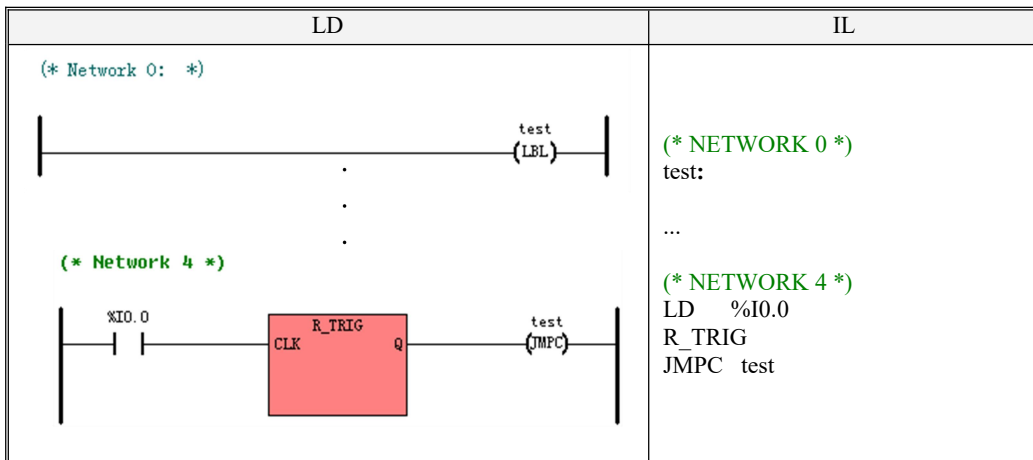 LD
IL
(* Network 0:  *)
test
(LBL)
.
.
.
(* Network 4 *)
%I0.0
R_TRIG
CLK Q
test
(JMPC)
(* NETWORK 0 *)
test:
...
(* NETWORK 4 *)
LD %I0.0
R_TRIG
JMPC test